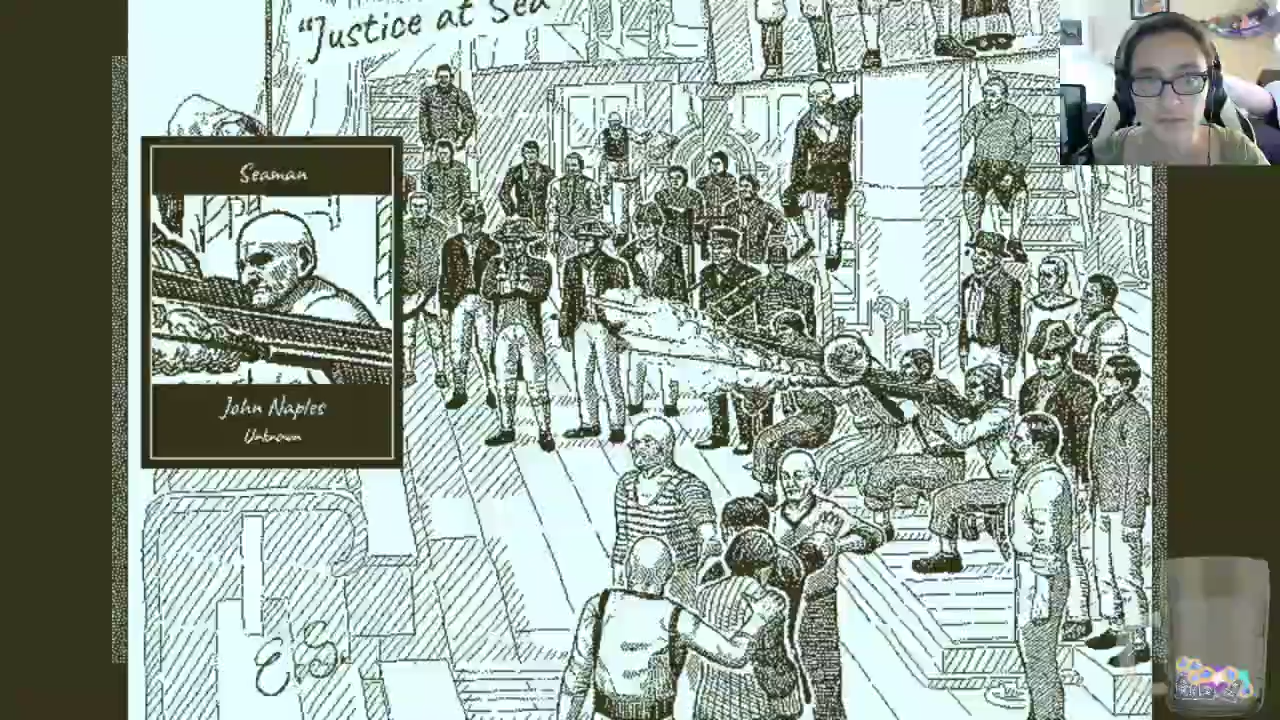 “Justice at Sea
Seaman
John Naples
Unknown
E.S.